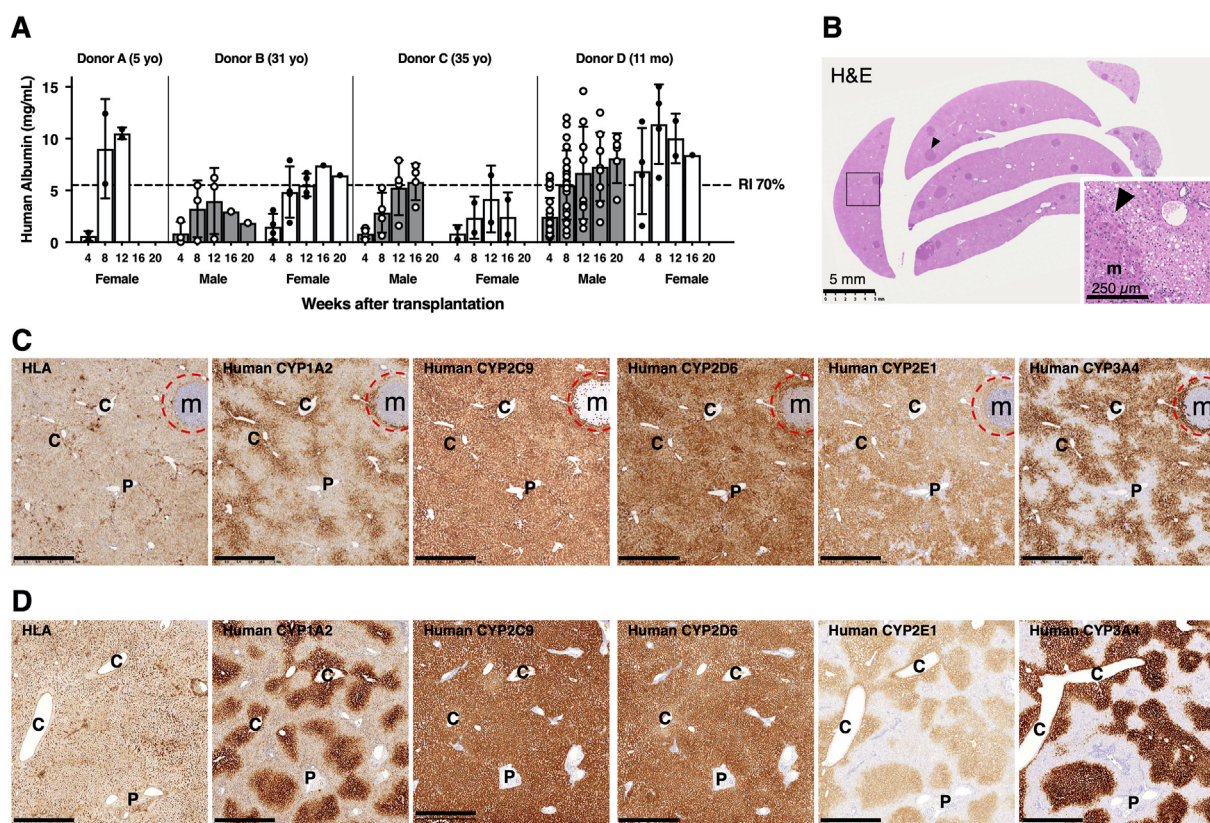 A
Donor A (5 yo) Donor B (31 yo) Donor C (35 yo) Donor D (11 mo)
Human Albumin (mg/mL)
15
10
5
0
RI 70%
4 8 12 16 20 4 8 12 16 20 4 8 12 16 20 4 8 12 16 20 4 8 12 16 20 4 8 12 16 20 4 8 12 16 20
Female Male Female Male Female Male Female
Weeks after transplantation
B
H&E
5 mm
m
250 µm
C
HLA Human CYP1A2 Human CYP2C9 Human CYP2D6 Human CYP2E1 Human CYP3A4
C C C C C C
m m m m m m
C C C C C C
P P P P P P
D
HLA Human CYP1A2 Human CYP2C9 Human CYP2D6 Human CYP2E1 Human CYP3A4
C C C C C C
C C C C C C
P P P P P P